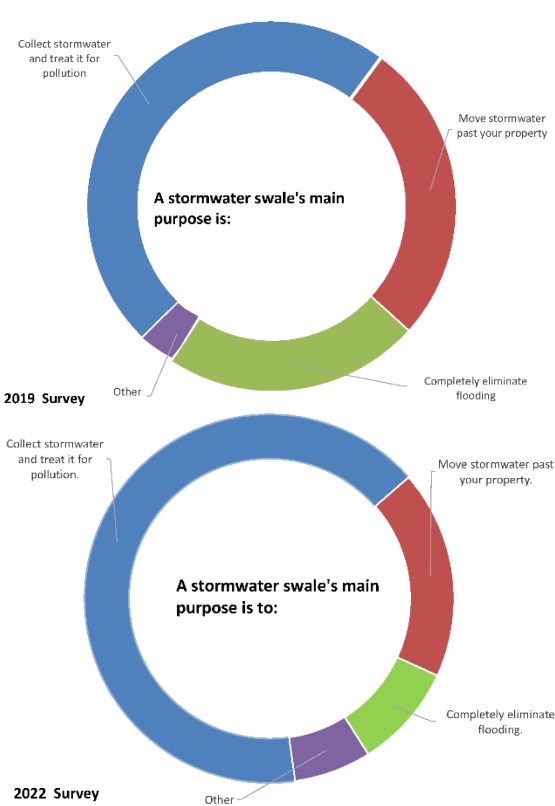 Collect stormwater
and treat it for
pollution
Move stormwater
past your property
A stormwater swale's main
purpose is:
Completely eliminate
flooding
Other
2019 Survey
Collect stormwater
and treat it for
pollution.
Move stormwater past
your property.
A stormwater swale's main
purpose is to:
Completely eliminate
flooding.
Other
2022 Survey